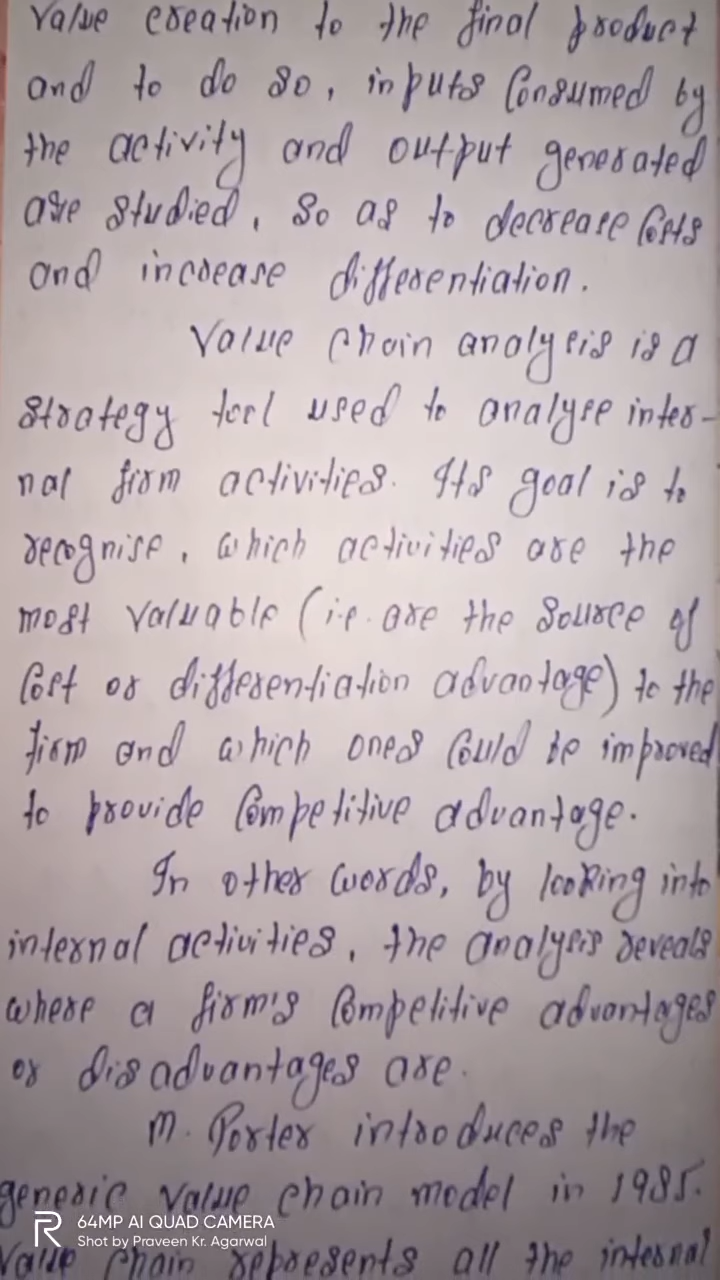 Value creation to the final product
and to do so, inputs Consumed by
the activity and output generated
are studied, So as to decrease Costs
and increase differentiation.
Value chain analysis is a
strategy tool used to analyse inter-
nal firm activities. Its goal is to
recognise, which activities are the
most valuable (i.e. are the Source of
Cost or differentiation advantage) to the
firm and which ones Could be improved
to provide Competitive advantage.
In other words, by looking into
internal activities, the analysis reveals
where a firm's Competitive advantages
or disadvantages are.
M. Porter introduces the
generic value chain model in 1985.
Value chain represents all the internal
64MP AI QUAD CAMERA
Shot by Praveen Kr. Agarwal